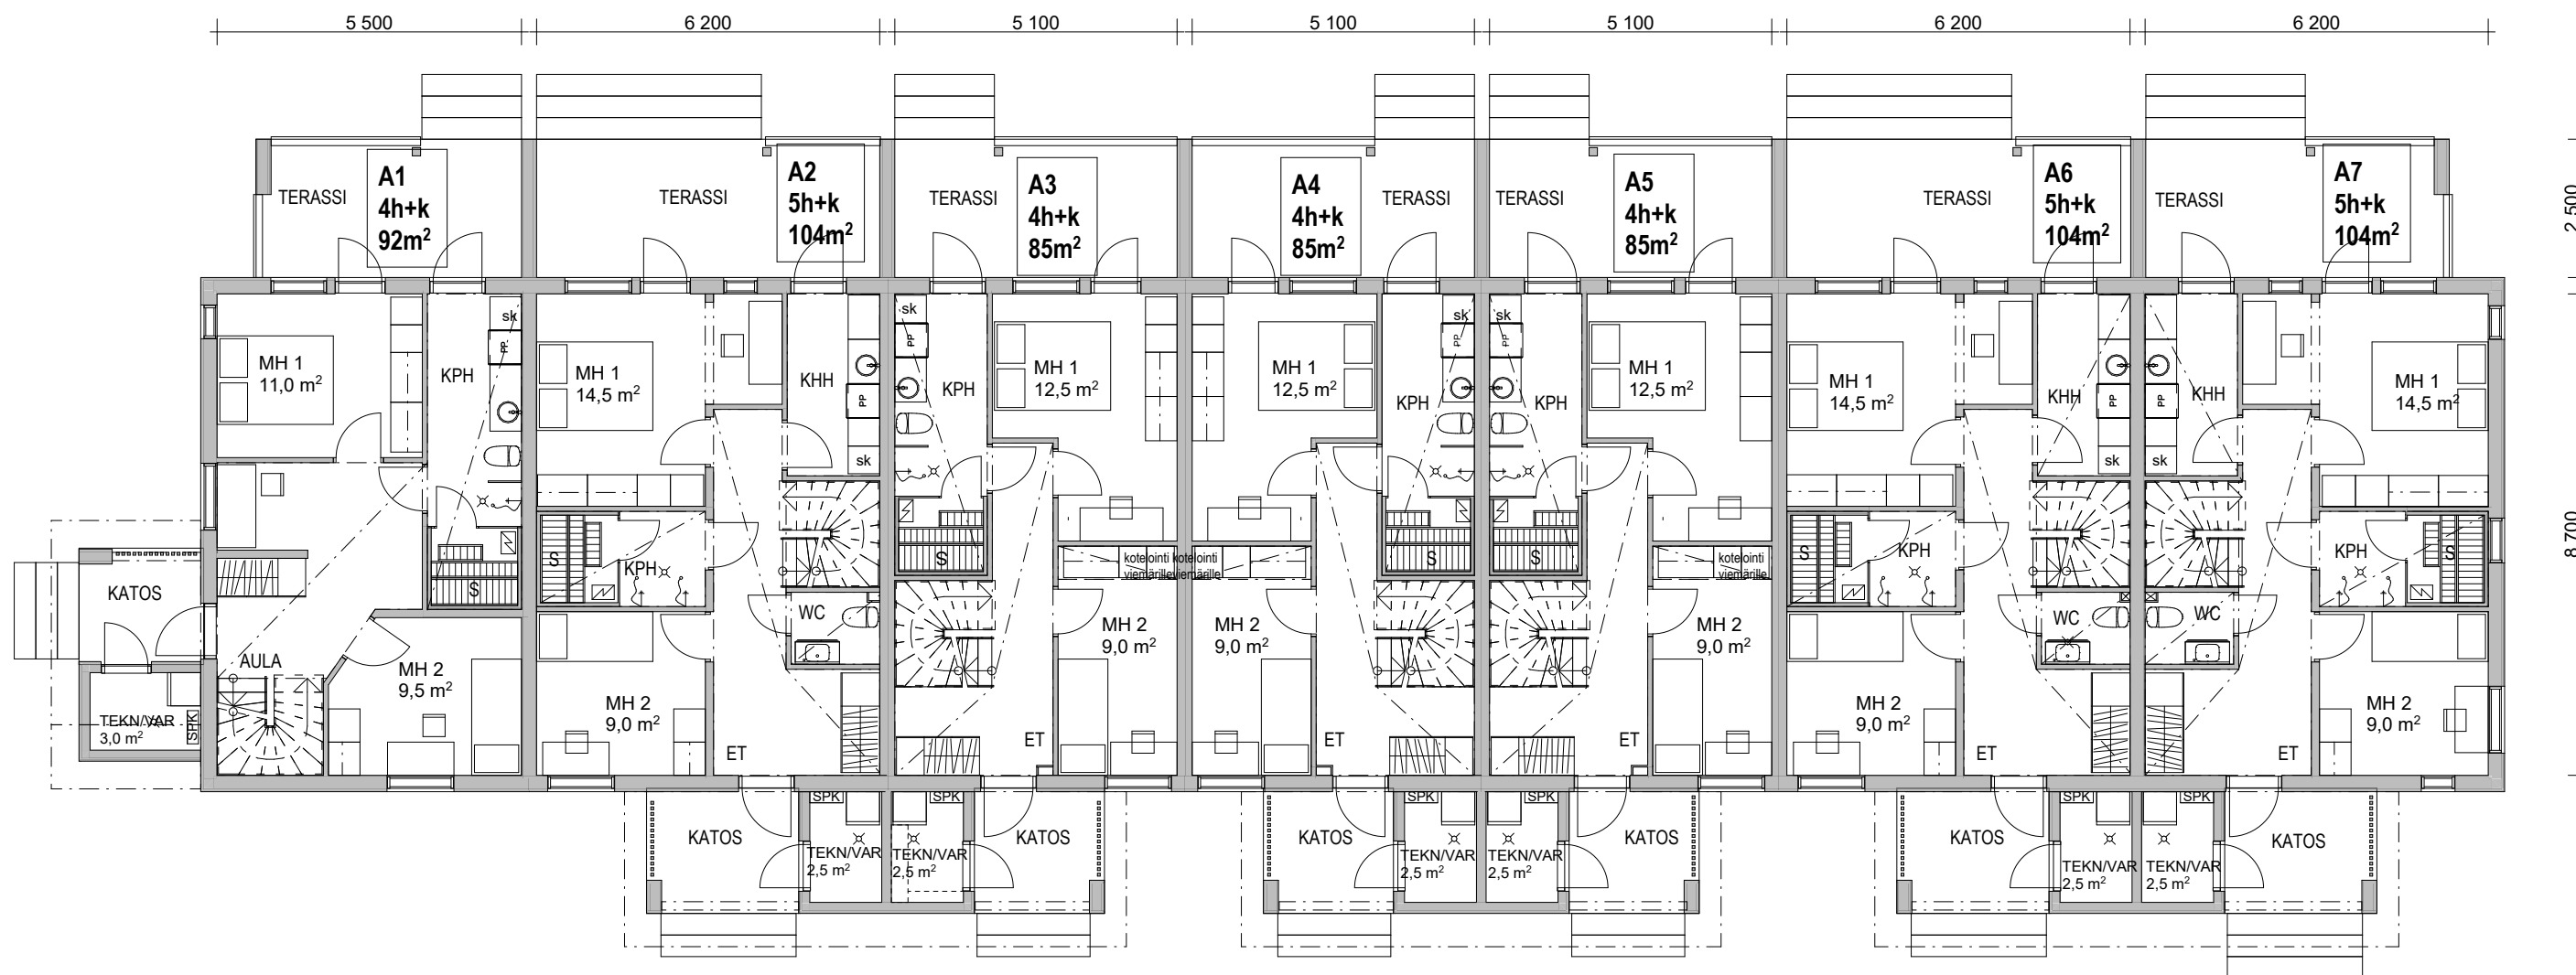 5 500
6 200
5 100
5 100
5 100
6 200
6 200
2 500
8 700
A1
4h+k
92m²
TERASSI
MH 1
11,0 m²
KPH
sk
PP
S
KATOS
AULA
MH 2
9,5 m²
TEKN/VAR
3,0 m²
SPK
A2
5h+k
104m²
TERASSI
MH 1
14,5 m²
KHH
PP
sk
S
KPH
WC
MH 2
9,0 m²
ET
KATOS
SPK
TEKN/VAR
2,5 m²
A3
4h+k
85m²
TERASSI
sk
PP
KPH
MH 1
12,5 m²
S
kotelointi
viemärille
MH 2
9,0 m²
ET
SPK
TEKN/VAR
2,5 m²
KATOS
A4
4h+k
85m²
TERASSI
MH 1
12,5 m²
KPH
sk
PP
S
kotelointi
viemärille
MH 2
9,0 m²
ET
KATOS
SPK
TEKN/VAR
2,5 m²
A5
4h+k
85m²
TERASSI
sk
PP
KPH
MH 1
12,5 m²
S
kotelointi
viemärille
MH 2
9,0 m²
ET
SPK
TEKN/VAR
2,5 m²
KATOS
A6
5h+k
104m²
TERASSI
MH 1
14,5 m²
KHH
PP
sk
S
KPH
WC
MH 2
9,0 m²
ET
KATOS
SPK
TEKN/VAR
2,5 m²
A7
5h+k
104m²
TERASSI
KHH
PP
sk
MH 1
14,5 m²
KPH
S
WC
MH 2
9,0 m²
ET
SPK
TEKN/VAR
2,5 m²
KATOS